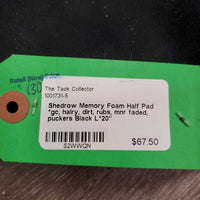 Retail (New) Price:
The Tack Collector
1001731-5
Shedrow Memory Foam Half Pad
*gc, hairy, dirt, rubs, mnr faded,
puckers Black L*20"
$67.50
S2WWQN